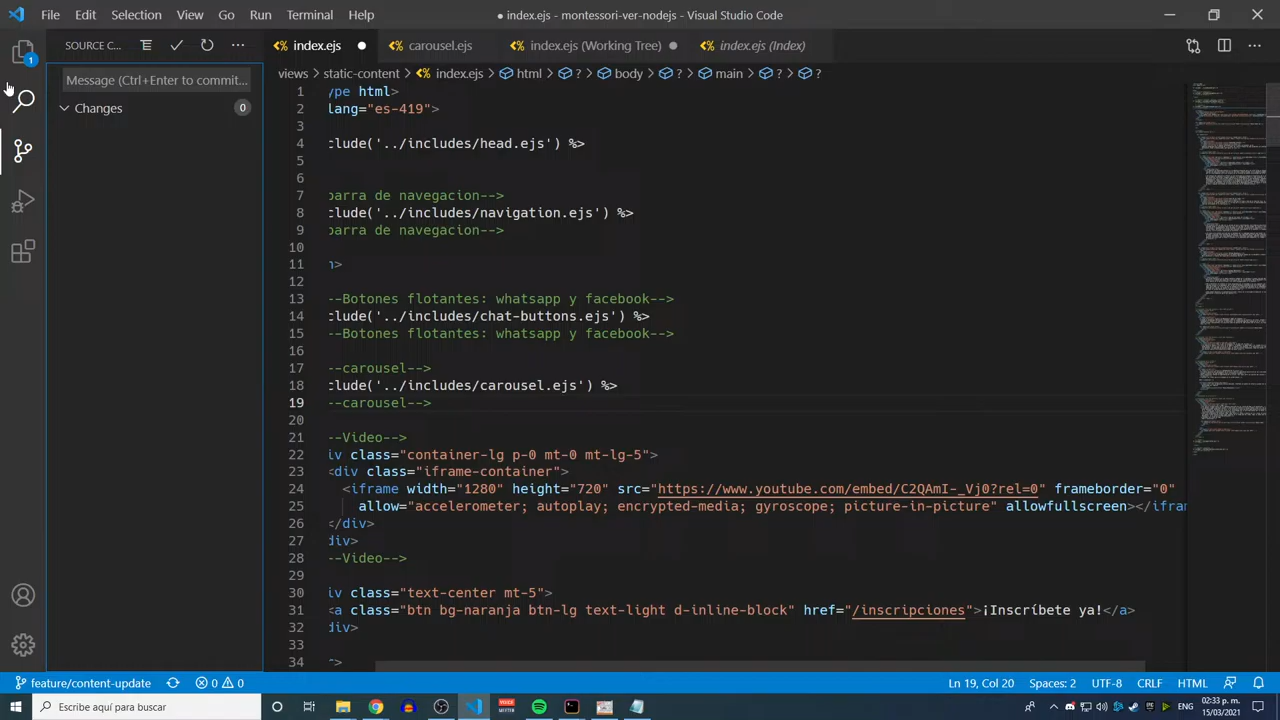 File Edit Selection View Go Run Terminal Help
● index.ejs - montessori-ver-nodejs - Visual Studio Code
SOURCE C...
index.ejs
carousel.ejs
index.ejs (Working Tree)
index.ejs (Index)
views > static-content > index.ejs > html > ? > body > ? > main > ? > ?
1
Message (Ctrl+Enter to commit...
Changes 0
1 ype html>
2 lang="es-419">
3
4 clude('../includes/head.ejs') %>
5
6
7 barra de navegacion-->
8 clude('../includes/navigation.ejs'); %>
9 barra de navegacion-->
10
11 n>
12
13 --Botones flotantes: whatsapp y facebook-->
14 clude('../includes/chat-buttons.ejs') %>
15 --Botones flotantes: whatsapp y facebook-->
16
17 --carousel-->
18 clude('../includes/carousel.ejs') %>
19 --carousel-->
20
21 --Video-->
22 iv class="container-lg p-0 mt-0 mt-lg-5">
23 <div class="iframe-container">
24 <iframe width="1280" height="720" src="https://www.youtube.com/embed/C2QAmI-_Vj0?rel=0" frameborder="0"
25 allow="accelerometer; autoplay; encrypted-media; gyroscope; picture-in-picture" allowfullscreen></ifram
26 </div>
27 div>
28 --Video-->
29
30 iv class="text-center mt-5">
31 <a class="btn bg-naranja btn-lg text-light d-inline-block" href="/inscripciones">¡Inscríbete ya!</a>
32 div>
33
34 ">
feature/content-update 0 0 Ln 19, Col 20 Spaces: 2 UTF-8 CRLF HTML
Escribe aquí para buscar
ENG
02:33 p.m.
15/03/2021